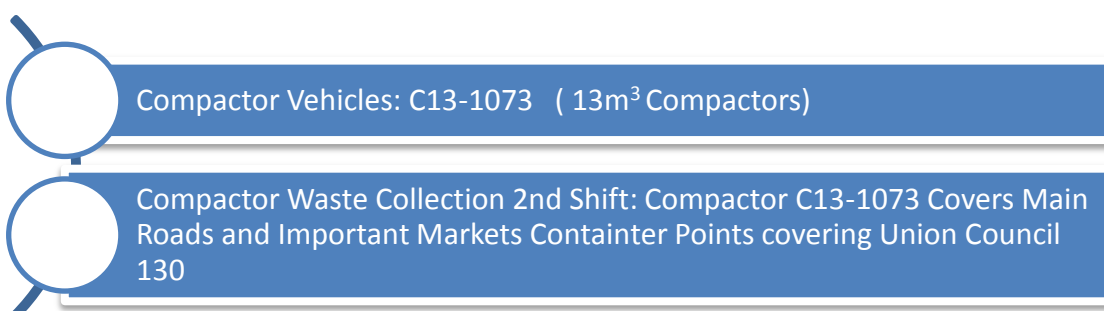 Compactor Vehicles: C13-1073 ( 13m³ Compactors)
Compactor Waste Collection 2nd Shift: Compactor C13-1073 Covers Main
Roads and Important Markets Containter Points covering Union Council
130